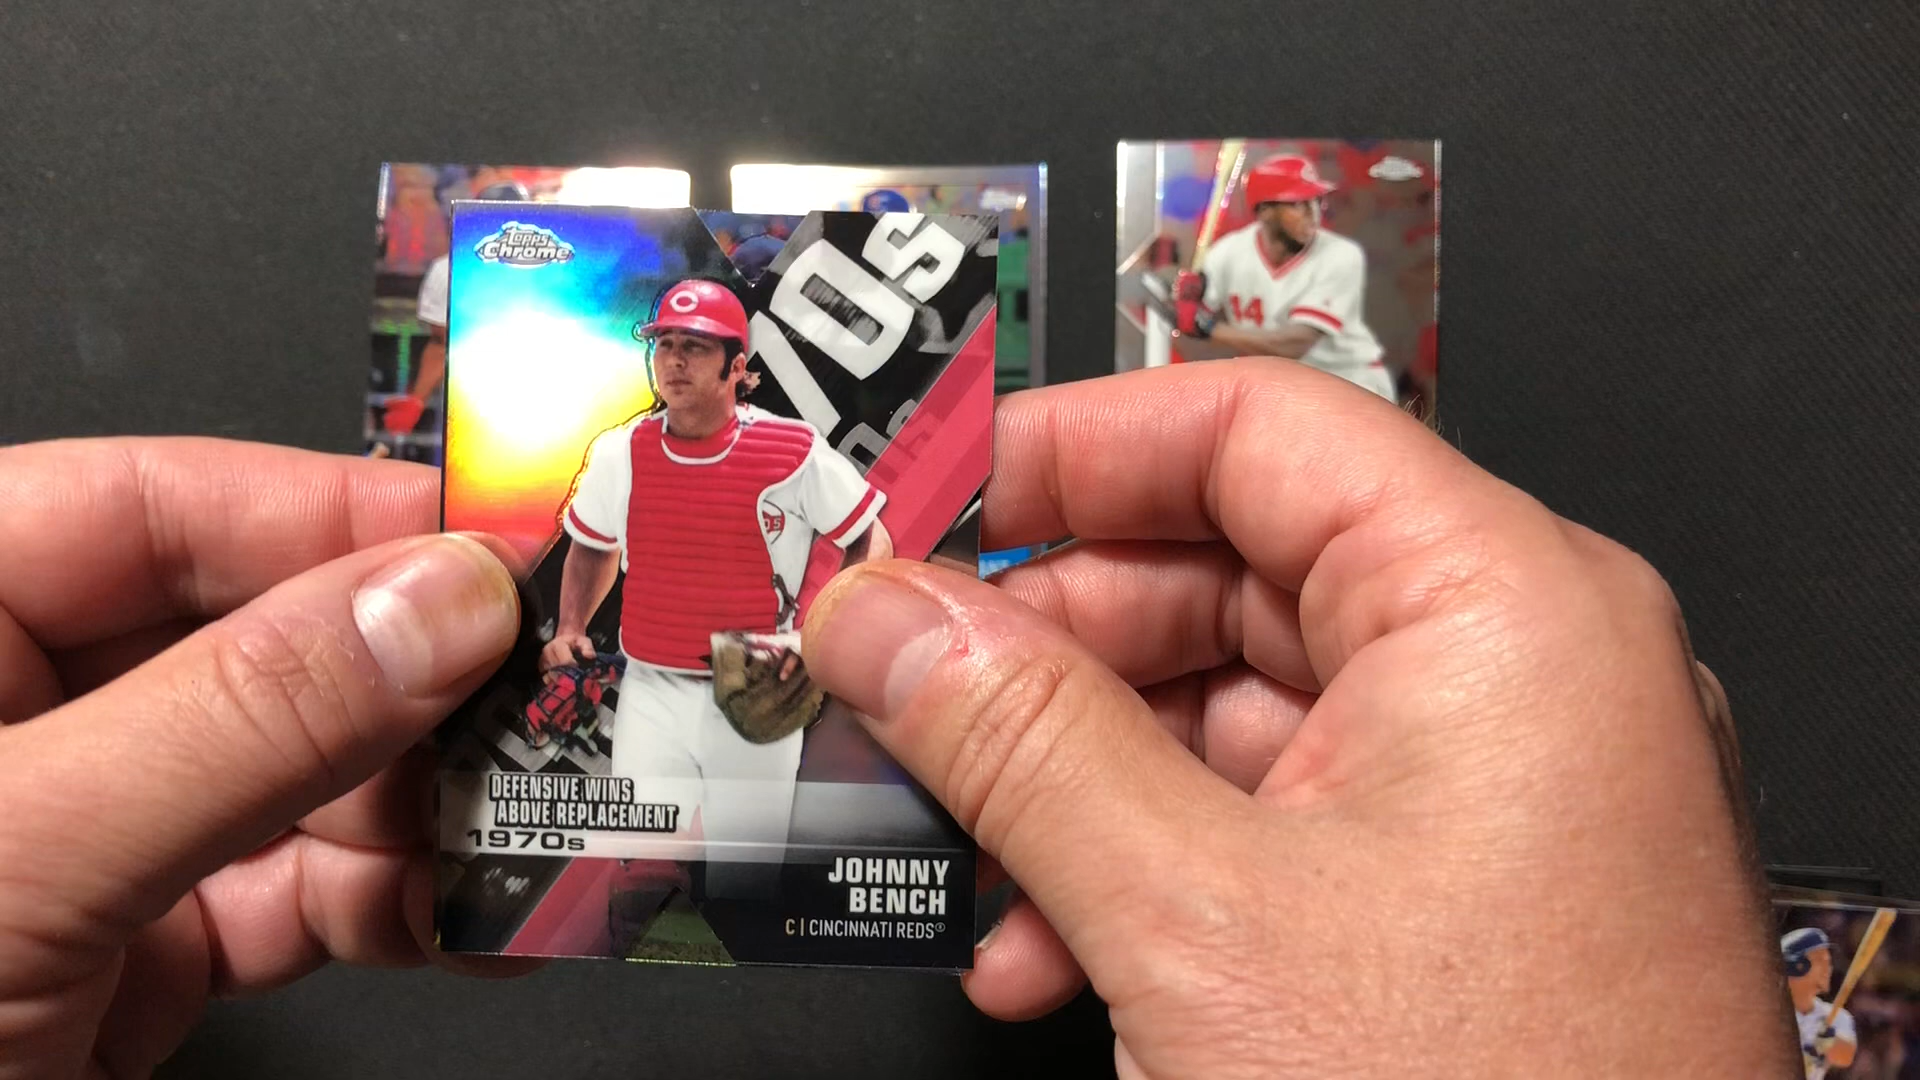 Topps
Chrome
70s
DEFENSIVE WINS
ABOVE REPLACEMENT
1970s
JOHNNY
BENCH
C | CINCINNATI REDS®
14